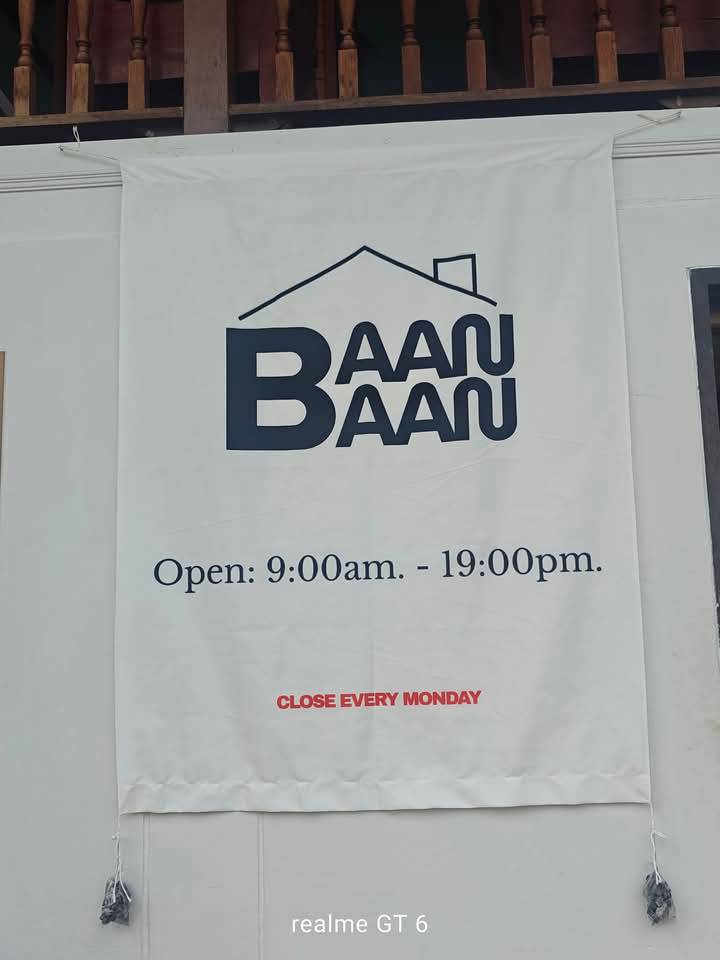 BAAN
BAAN
Open: 9:00am. - 19:00pm.
CLOSE EVERY MONDAY
realme GT 6